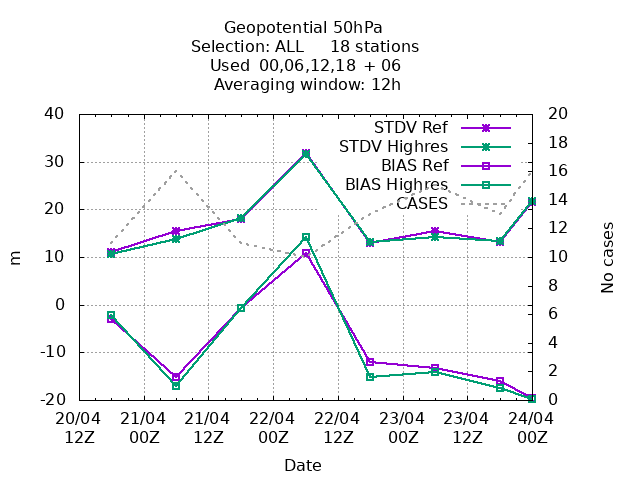 Geopotential 50hPa
Selection: ALL 18 stations
Used 00,06,12,18 + 06
Averaging window: 12h
STDV Ref
STDV Highres
BIAS Ref
BIAS Highres
CASES
40
30
20
10
0
-10
-20
m
20
18
16
14
12
10
8
6
4
2
0
No cases
20/04 21/04 21/04 22/04 22/04 23/04 23/04 24/04
12Z 00Z 12Z 00Z 12Z 00Z 12Z 00Z
Date